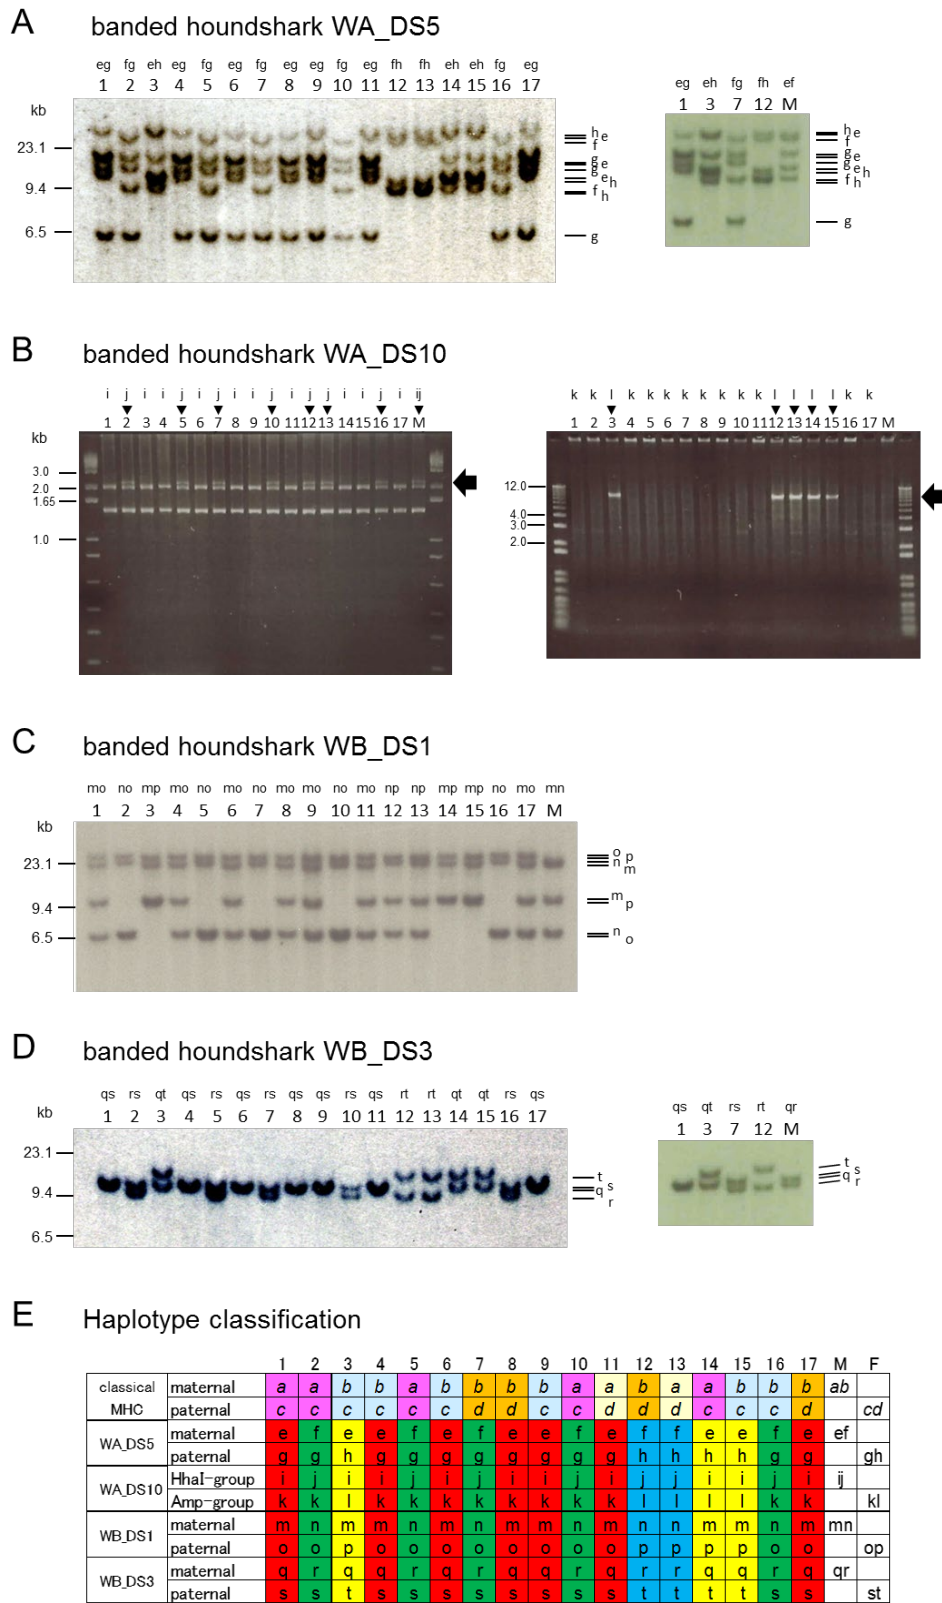 A banded houndshark WA_DS5
eg fg eh eg fg eg fg eg eg fg eg fh fh eh eh fg eg
1 2 3 4 5 6 7 8 9 10 11 12 13 14 15 16 17
kb
23.1
9.4
6.5
h e
f
g e
g
e h
f h
g
eg eh fg fh ef
1 3 7 12 M
h e
f
g e
g
e h
f h
g
B banded houndshark WA_DS10
i j i i j i j i i j i j j i i j i ij
1 2 3 4 5 6 7 8 9 10 11 12 13 14 15 16 17 M
kb
3.0
2.0
1.65
1.0
k k l k k k k k k k k l l l l k k
1 2 3 4 5 6 7 8 9 10 11 12 13 14 15 16 17 M
12.0
4.0
3.0
2.0
C banded houndshark WB_DS1
mo no mp mo no mo no mo mo no mo np np mp mp no mo mn
1 2 3 4 5 6 7 8 9 10 11 12 13 14 15 16 17 M
kb
23.1
9.4
6.5
o p
n m
m p
n o
D banded houndshark WB_DS3
qs rs qt qs rs qs rs qs qs rs qs rt rt qt qt rs qs
1 2 3 4 5 6 7 8 9 10 11 12 13 14 15 16 17
kb
23.1
9.4
6.5
t
q s
r
qs qt rs rt qr
1 3 7 12 M
t
q s
r
E Haplotype classification
1 2 3 4 5 6 7 8 9 10 11 12 13 14 15 16 17 M F
classical MHC maternal a a b b a b b b b a a b a a b b b ab
paternal c c c c c c d d c c d d d c c c d cd
WA_DS5 maternal e f e e f e f e e f e f f e e f e ef
paternal g g h g g g g g g g g h h h h g g gh
WA_DS10 HhaI-group i j i i j i j i i j i j j i i j i ij
Amp-group k k l k k k k k k k k l l l l k k kl
WB_DS1 maternal m n m m n m n m m n m n n m m n m mn
paternal o o p o o o o o o o o p p p p o o op
WB_DS3 maternal q r q q r q r q q r q r r q q r q qr
paternal s s t s s s s s s s s t t t t s s st